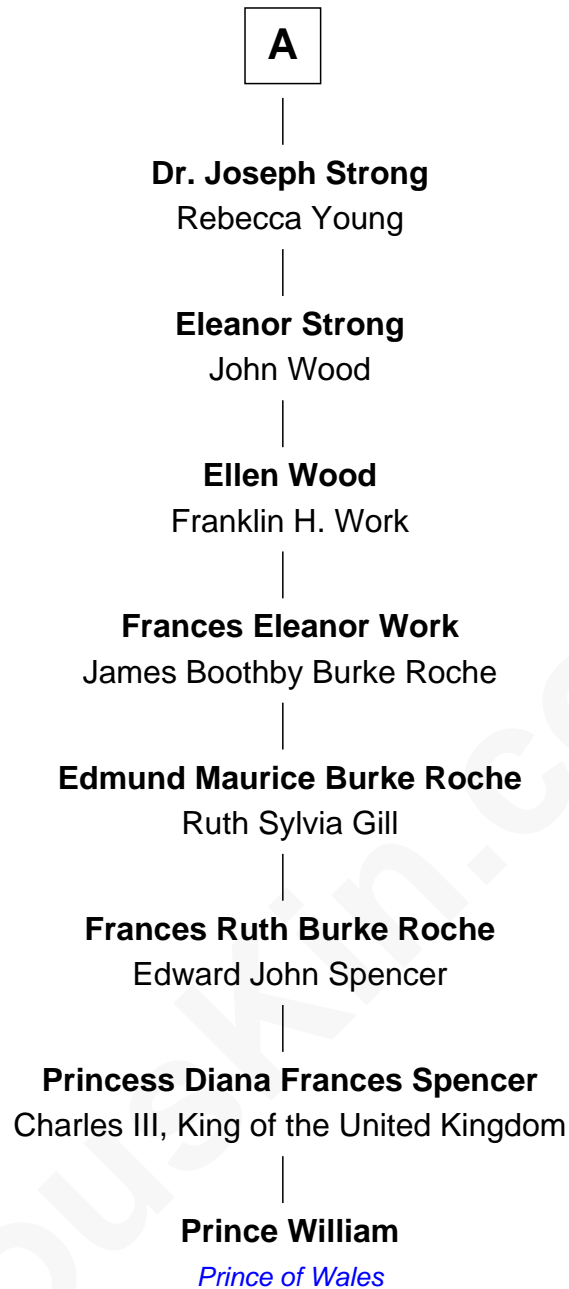 A
Dr. Joseph Strong
Rebecca Young
Eleanor Strong
John Wood
Ellen Wood
Franklin H. Work
Frances Eleanor Work
James Boothby Burke Roche
Edmund Maurice Burke Roche
Ruth Sylvia Gill
Frances Ruth Burke Roche
Edward John Spencer
Princess Diana Frances Spencer
Charles III, King of the United Kingdom
Prince William
Prince of Wales